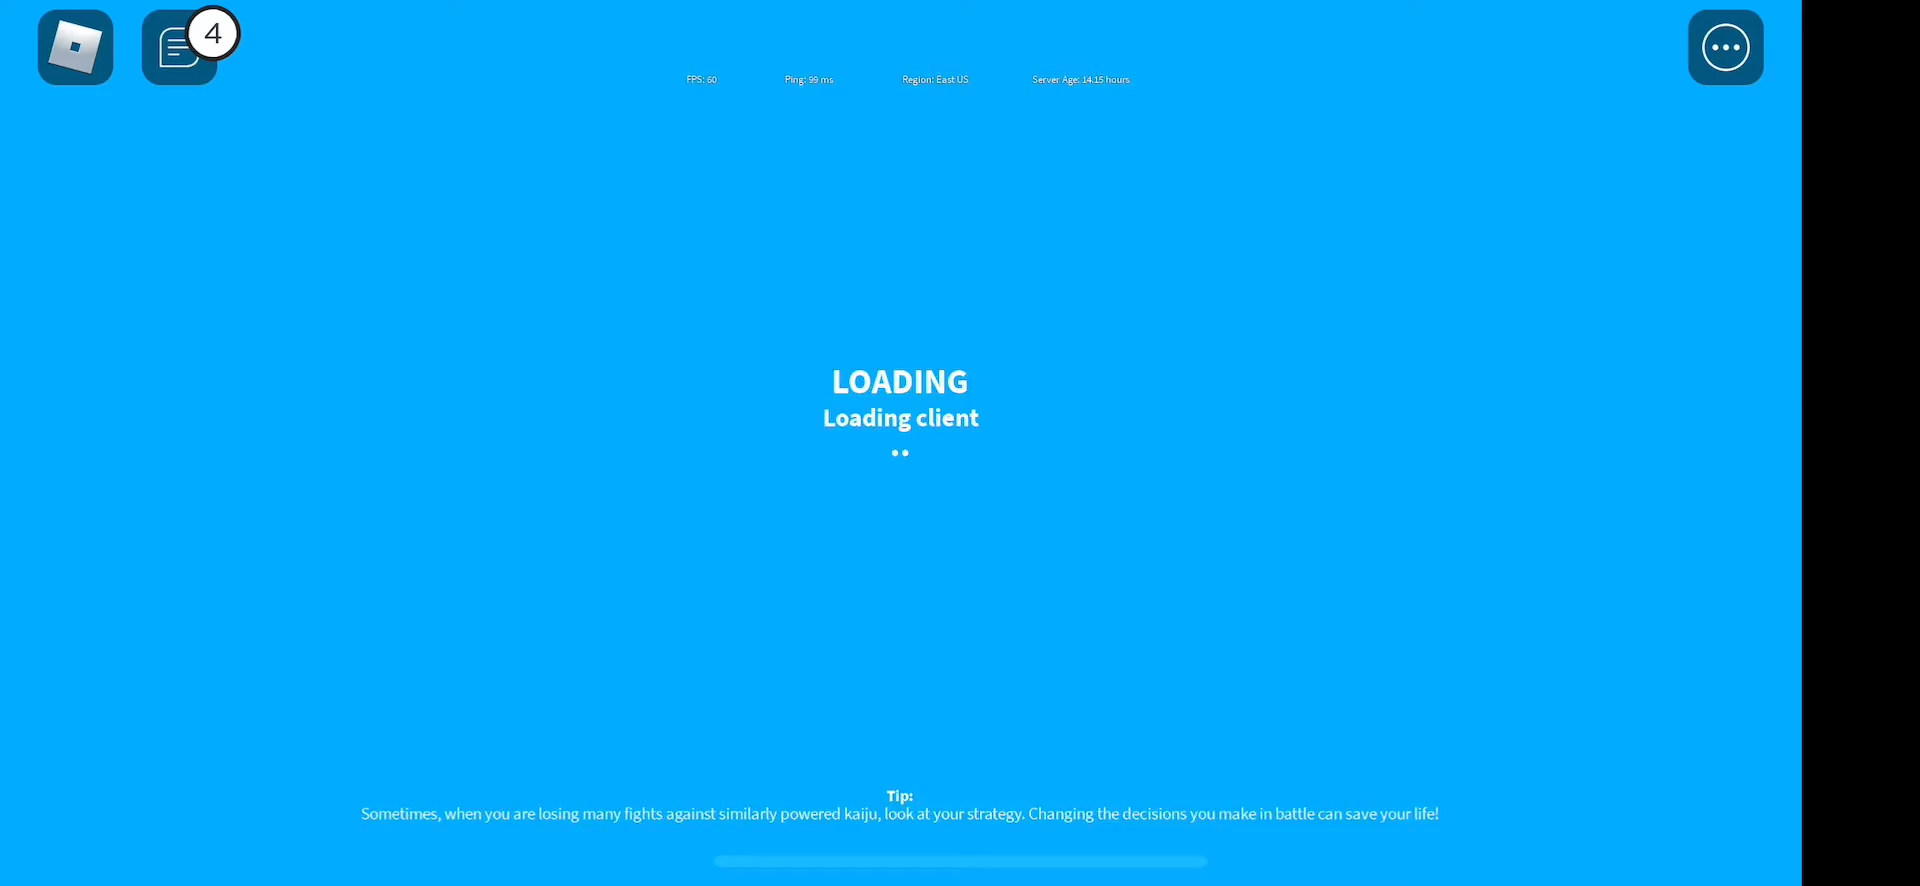 4
FPS: 60 Ping: 99 ms Region: East US Server Age: 14.15 hours
LOADING
Loading client
••
Tip:
Sometimes, when you are losing many fights against similarly powered kaiju, look at your strategy. Changing the decisions you make in battle can save your life!